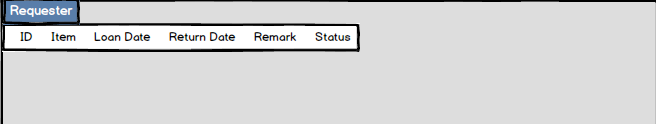 Requester
ID Item Loan Date Return Date Remark Status